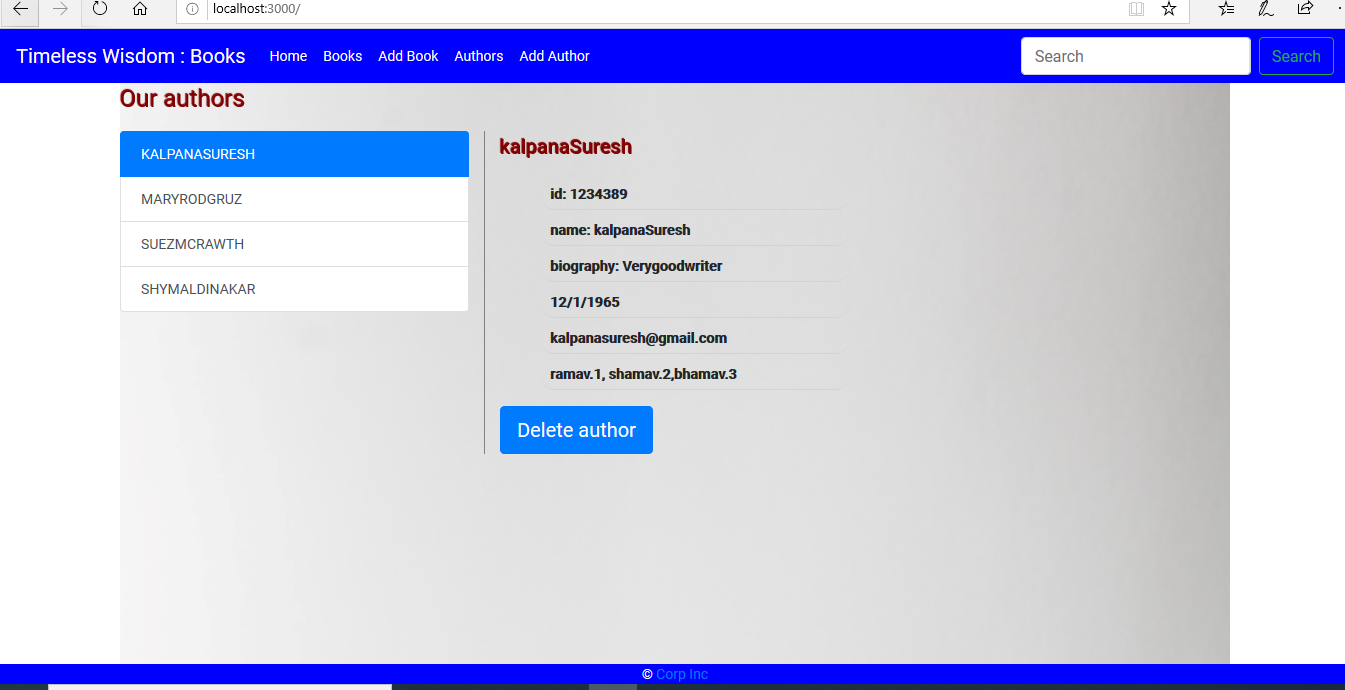 localhost:3000/
Timeless Wisdom : Books Home Books Add Book Authors Add Author Search Search
Our authors
KALPANASURESH
MARYRODGRUZ
SUEZMCRAWTH
SHYMALDINAKAR
kalpanaSuresh
id: 1234389
name: kalpanaSuresh
biography: Verygoodwriter
12/1/1965
kalpanasuresh@gmail.com
ramav.1, shamav.2,bhamav.3
Delete author
© Corp Inc